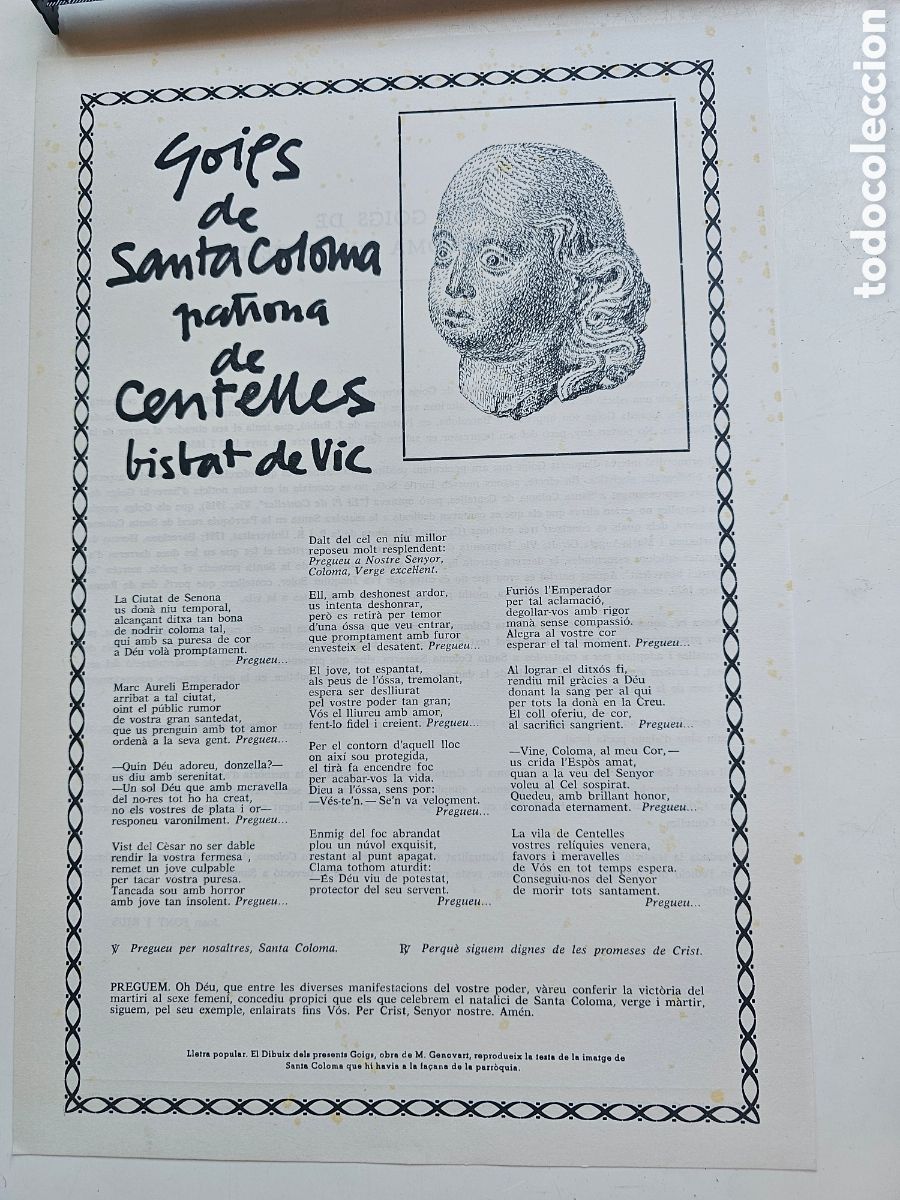 Goigs
de
Santa Coloma
patrona
de
Centelles
bisbat de Vic
todocoleccion
Dalt del cel en niu millor
reposeu molt resplendent:
Pregueu a Nostre Senyor,
Coloma, Verge excel·lent.
La Ciutat de Senona
us donà niu temporal,
alcançant ditxa tan bona
de nodrir coloma tal,
qui amb sa puresa de cor
a Déu volà promptament.
Pregueu...
Marc Aureli Emperador
arribat a tal ciutat,
oint el públic rumor
de vostra gran santedat,
que us prenguin amb tot amor
ordenà a la seva gent. Pregueu...
—Quin Déu adoreu, donzella?—
us diu amb serenitat.
—Un sol Déu que amb meravella
del no-res tot ho ha creat,
no els vostres de plata i or—
responeu varonilment. Pregueu...
Vist del Cèsar no ser dable
rendir la vostra fermesa ,
remet un jove culpable
per tacar vostra puresa.
Tancada sou amb horror
amb jove tan insolent. Pregueu...
Ell, amb deshonest ardor,
us intenta deshonrar,
però es retirà per temor
d'una óssa que veu entrar,
que promptament amb furor
envesteix el desatent. Pregueu...
El jove, tot espantat,
als peus de l'óssa, tremolant,
espera ser deslliurat
pel vostre poder tan gran;
Vós el lliureu amb amor,
fent-lo fidel i creient. Pregueu...
Per el contorn d'aquell lloc
on així sou protegida,
el tirà fa encendre foc
per acabar-vos la vida.
Dieu a l'óssa, sens por:
—Vés-te'n. — Se'n va veloçment.
Pregueu...
Enmig del foc abrandat
plou un núvol exquisit,
restant al punt apagat.
Clama tothom aturdit:
—És Déu viu de potestat,
protector del seu servent.
Pregueu...
Furiós l'Emperador
per tal aclamació,
degollar-vos amb rigor
manà sense compassió.
Alegra al vostre cor
esperar el tal moment. Pregueu...
Al lograr el ditxós fi,
rendiu mil gràcies a Déu
donant la sang per al qui
per tots la donà en la Creu.
El coll oferiu, de cor,
al sacrifici sangrient. Pregueu...
—Vine, Coloma, al meu Cor,—
us crida l'Espòs amat,
quan a la veu del Senyor
voleu al Cel sospirat.
Quedeu, amb brillant honor,
coronada eternament. Pregueu...
La vila de Centelles
vostres relíquies venera,
favors i meravelles
de Vós en tot temps espera.
Conseguiu-nos del Senyor
de morir tots santament.
Pregueu...
℣ Pregueu per nosaltres, Santa Coloma. ℟ Perquè siguem dignes de les promeses de Crist.
PREGUEM. Oh Déu, que entre les diverses manifestacions del vostre poder, vàreu conferir la victòria del
martiri al sexe femení, concediu propici que els que celebrem el natalici de Santa Coloma, verge i màrtir,
siguem, pel seu exemple, enlairats fins Vós. Per Crist, Senyor nostre. Amén.
Lletra popular. El Dibuix dels presents Goigs, obra de M. Genovart, reprodueix la testa de la imatge de
Santa Coloma que hi havia a la façana de la parròquia.